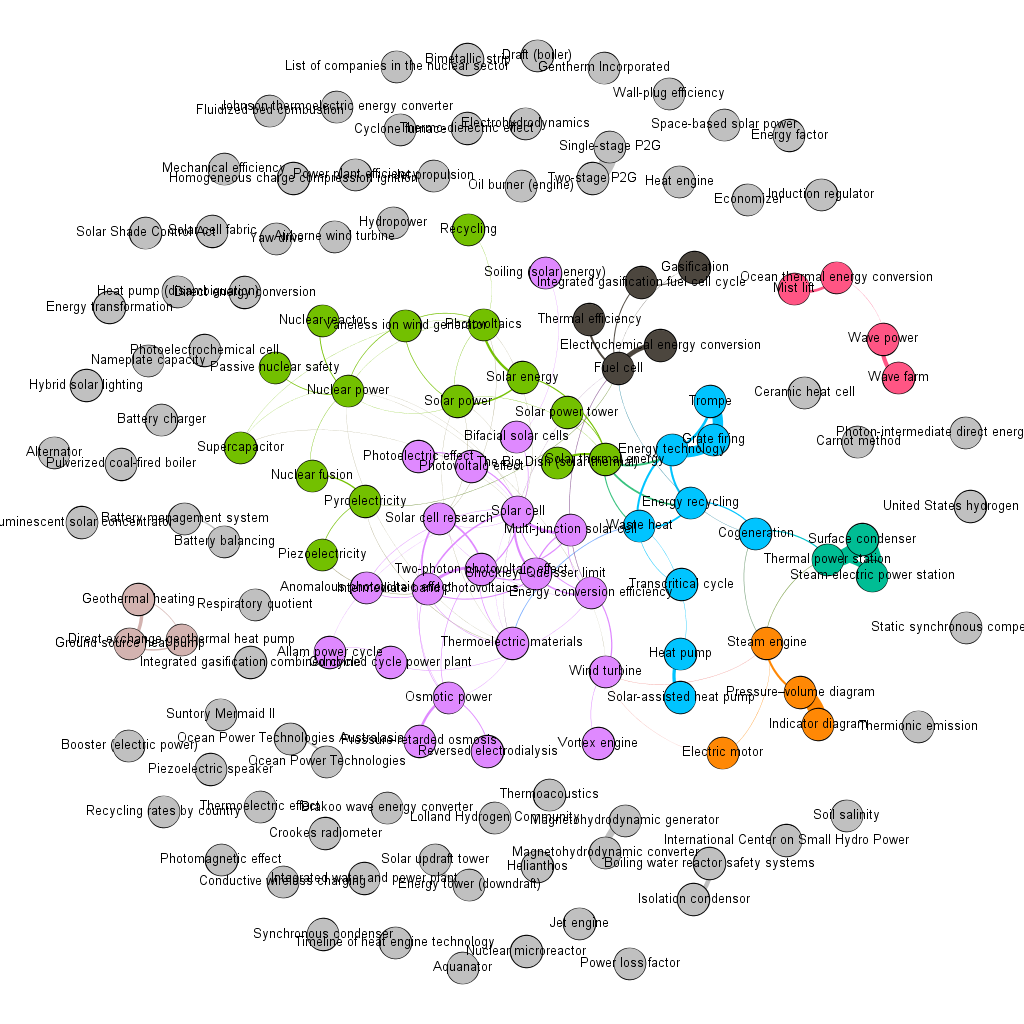 Bimetallic strip
Draft (boiler)
List of companies in the nuclear sector
Gentherm Incorporated
Wall-plug efficiency
Johnson thermoelectric energy converter
Fluidized bed combustion
Cyclone furnace
Thermo-dielectric effect
Electrohydrodynamics
Space-based solar power
Energy factor
Single-stage P2G
Mechanical efficiency
Homogeneous charge compression ignition
Power plant efficiency
propulsion
Oil burner (engine)
Two-stage P2G
Heat engine
Economizer
Induction regulator
Solar Shade Control Act
Solar cell fabric
Yaw drive
Airborne wind turbine
Hydropower
Recycling
Soiling (solar energy)
Gasification
Integrated gasification fuel cell cycle
Ocean thermal energy conversion
Mist lift
Heat pump (disambiguation)
Direct energy conversion
Energy transformation
Nuclear reactor
Vaneless ion wind generator
Photovoltaics
Thermal efficiency
Electrochemical energy conversion
Wave power
Photoelectrochemical cell
Nameplate capacity
Passive nuclear safety
Fuel cell
Wave farm
Hybrid solar lighting
Nuclear power
Solar energy
Solar power
Trompe
Ceramic heat cell
Battery charger
Solar power tower
Bifacial solar cells
Grate firing
Carnot method
Photon-intermediate direct energ
Alternator
Pulverized coal-fired boiler
Supercapacitor
Photoelectric effect
Photovoltaic effect
The Big Dish (solar thermal)
Solar thermal energy
Energy technology
Nuclear fusion
Pyroelectricity
Energy recycling
United States hydrogen
uminescent solar concentrator
Battery management system
Battery balancing
Solar cell research
Solar cell
Multi-junction solar cell
Waste heat
Cogeneration
Surface condenser
Thermal power station
Steam electric power station
Piezoelectricity
Two-photon photovoltaic effect
Shockley–Queisser limit
Anomalous photovoltaic effect
Intermediate band photovoltaics
Energy conversion efficiency
Transcritical cycle
Geothermal heating
Respiratory quotient
Static synchronous compe
Direct exchange geothermal heat pump
Ground source heat pump
Thermoelectric materials
Steam engine
Allam power cycle
Integrated gasification combined cycle
Combined cycle power plant
Heat pump
Wind turbine
Osmotic power
Solar-assisted heat pump
Pressure–volume diagram
Suntory Mermaid II
Indicator diagram
Thermionic emission
Booster (electric power)
Ocean Power Technologies Australasia
Pressure-retarded osmosis
Reversed electrodialysis
Vortex engine
Electric motor
Ocean Power Technologies
Piezoelectric speaker
Thermoacoustics
Recycling rates by country
Thermoelectric effect
Drakoo wave energy converter
Lolland Hydrogen Community
Magnetohydrodynamic generator
Soil salinity
Crookes radiometer
International Center on Small Hydro Power
Photomagnetic effect
Solar updraft tower
Magnetohydrodynamic converter
Helianthos
Boiling water reactor safety systems
Conductive wireless charging
Integrated water and power plant
Energy tower (downdraft)
Isolation condensor
Jet engine
Synchronous condenser
Timeline of heat engine technology
Nuclear microreactor
Aquanator
Power loss factor